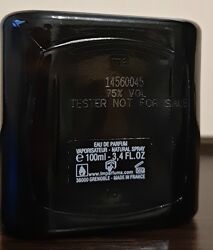 14560045
75% VOL
TESTER NOT FOR SALE
EAU DE PARFUM
VAPORISATEUR - NATURAL SPRAY
℮ 100ml - 3,4 FL.OZ
www.lmparfums.com
38000 GRENOBLE - MADE IN FRANCE